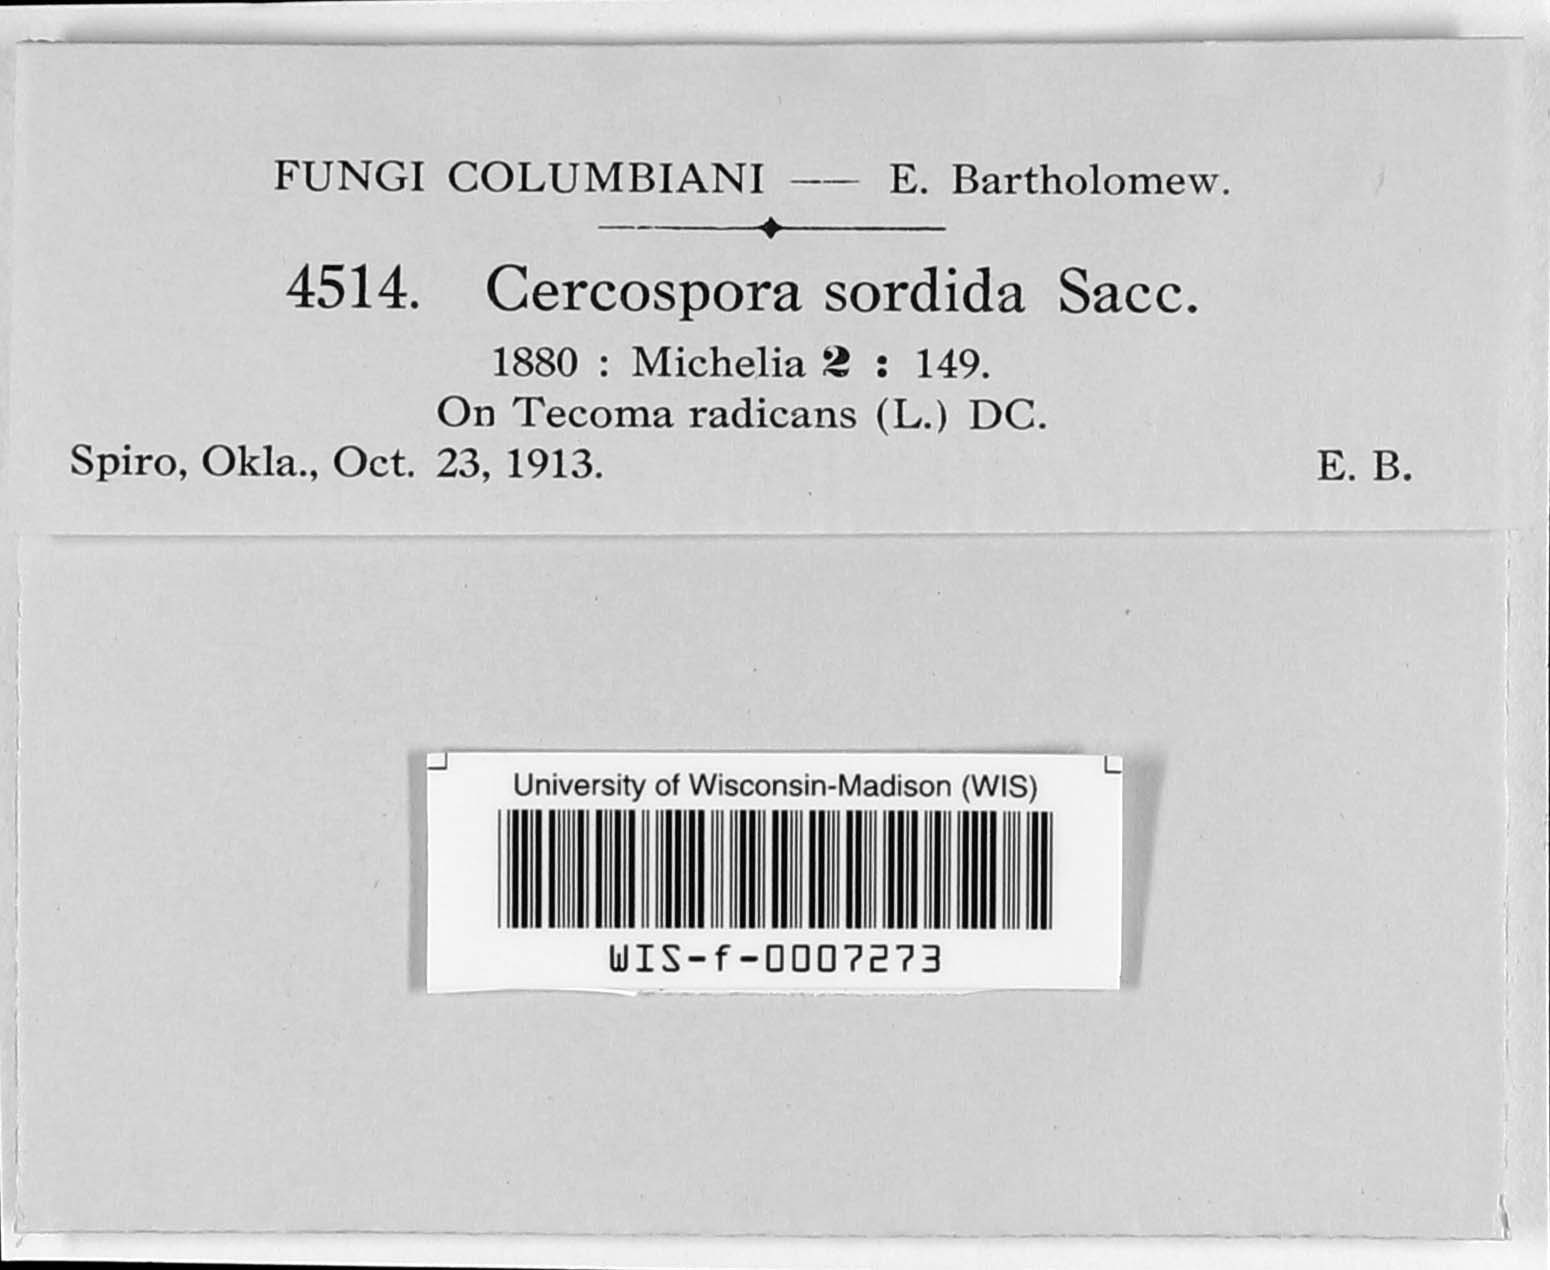 FUNGI COLUMBIANI — E. Bartholomew.
4514. Cercospora sordida Sacc.
1880 : Michelia 2 : 149.
On Tecoma radicans (L.) DC.
Spiro, Okla., Oct. 23, 1913. E. B.
University of Wisconsin-Madison (WIS)
WIS-f-0007273